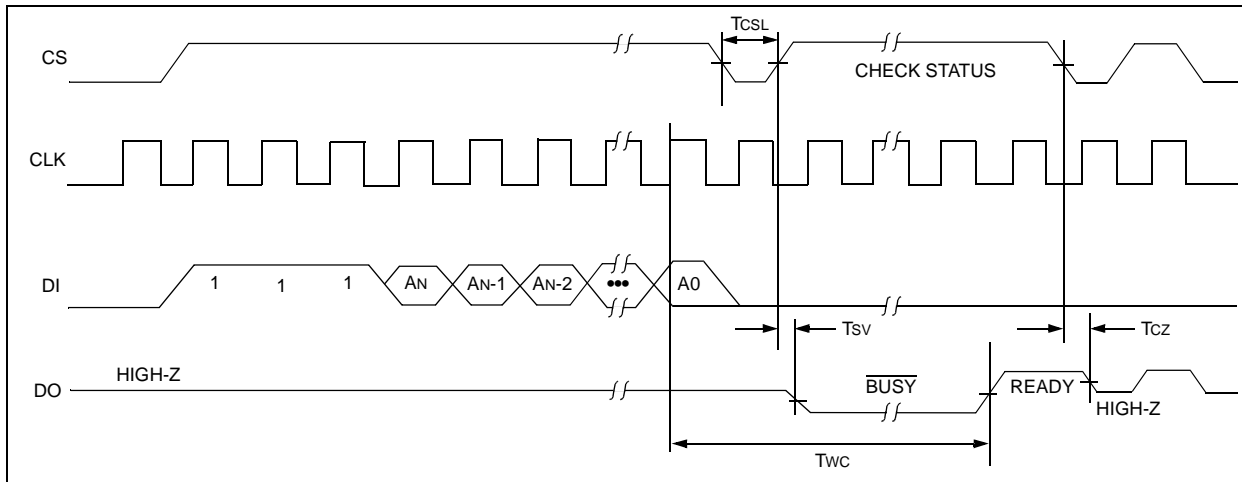 TCSL
CS
CHECK STATUS
CLK
DI
1 1 1 AN AN-1 AN-2 ••• A0
TSV
TCZ
HIGH-Z
DO
BUSY
READY
HIGH-Z
TWC